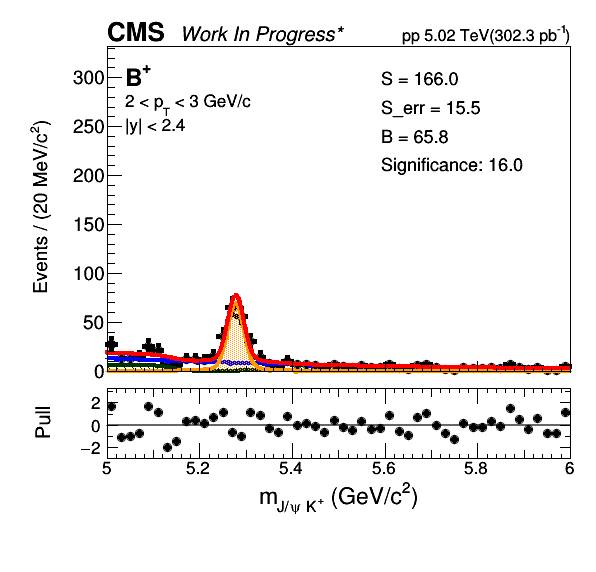 CMS Work In Progress* pp 5.02 TeV(302.3 pb⁻¹)
B⁺
2 < p_T < 3 GeV/c
|y| < 2.4
S = 166.0
S_err = 15.5
B = 65.8
Significance: 16.0
Events / (20 MeV/c²)
300
250
200
150
100
50
0
Pull
2
0
−2
5 5.2 5.4 5.6 5.8 6
m_{J/ψ K⁺} (GeV/c²)